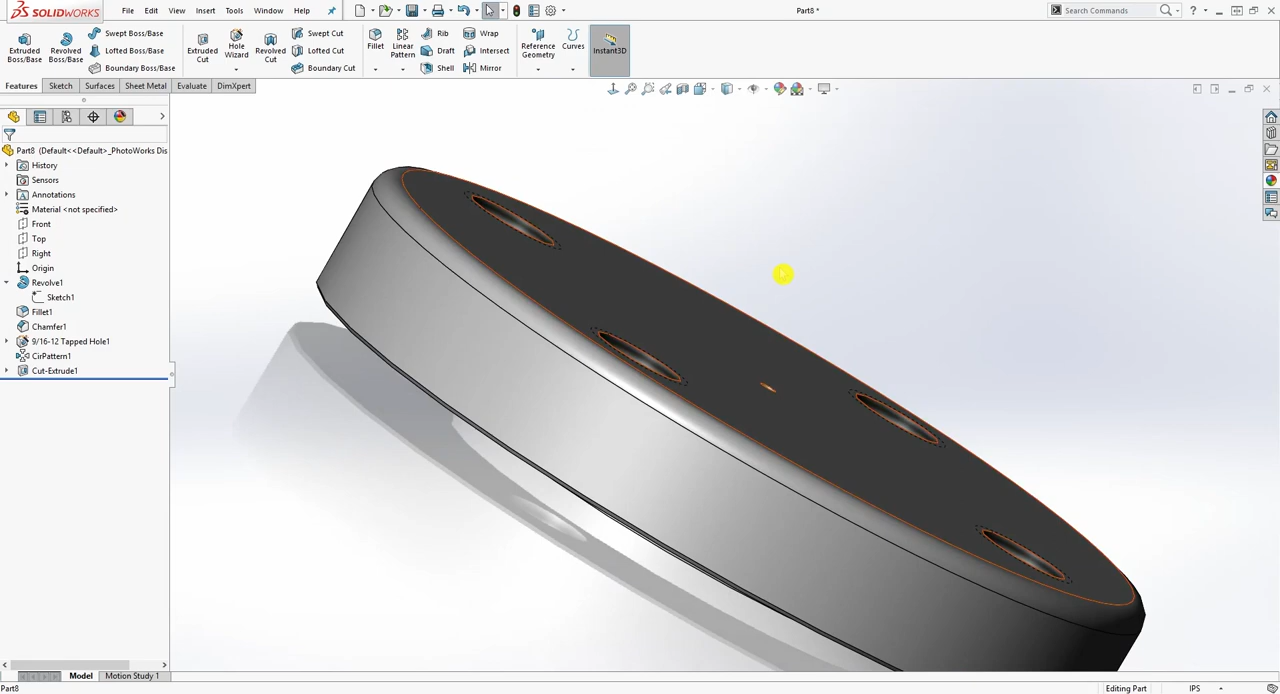 SOLIDWORKS
File Edit View Insert Tools Window Help
Part8 *
Search Commands
Extruded Boss/Base
Revolved Boss/Base
Swept Boss/Base
Lofted Boss/Base
Boundary Boss/Base
Extruded Cut
Hole Wizard
Revolved Cut
Swept Cut
Lofted Cut
Boundary Cut
Fillet
Linear Pattern
Rib
Draft
Shell
Wrap
Intersect
Mirror
Reference Geometry
Curves
Instant3D
Features Sketch Surfaces Sheet Metal Evaluate DimXpert
Part8 (Default<<Default>_PhotoWorks Dis
History
Sensors
Annotations
Material <not specified>
Front
Top
Right
Origin
Revolve1
Sketch1
Fillet1
Chamfer1
9/16-12 Tapped Hole1
CirPattern1
Cut-Extrude1
Model Motion Study 1
Part8 Editing Part IPS